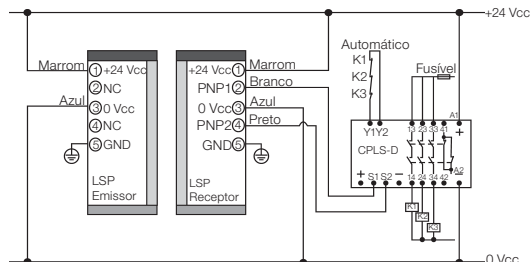 +24 Vcc
Automático
K1
K2
K3
Fusível
Marrom
1 +24 Vcc
2 NC
Azul
3 0 Vcc
4 NC
5 GND
LSP
Emissor
+24 Vcc 1
Marrom
PNP1 2
Branco
0 Vcc 3
Azul
PNP2 4
Preto
GND 5
LSP
Receptor
Y1 Y2
13 23 33 41
A1
+
CPLS-D
A2
+ S1 S2 –
14 24 34 42
–
K1
K2
K3
0 Vcc